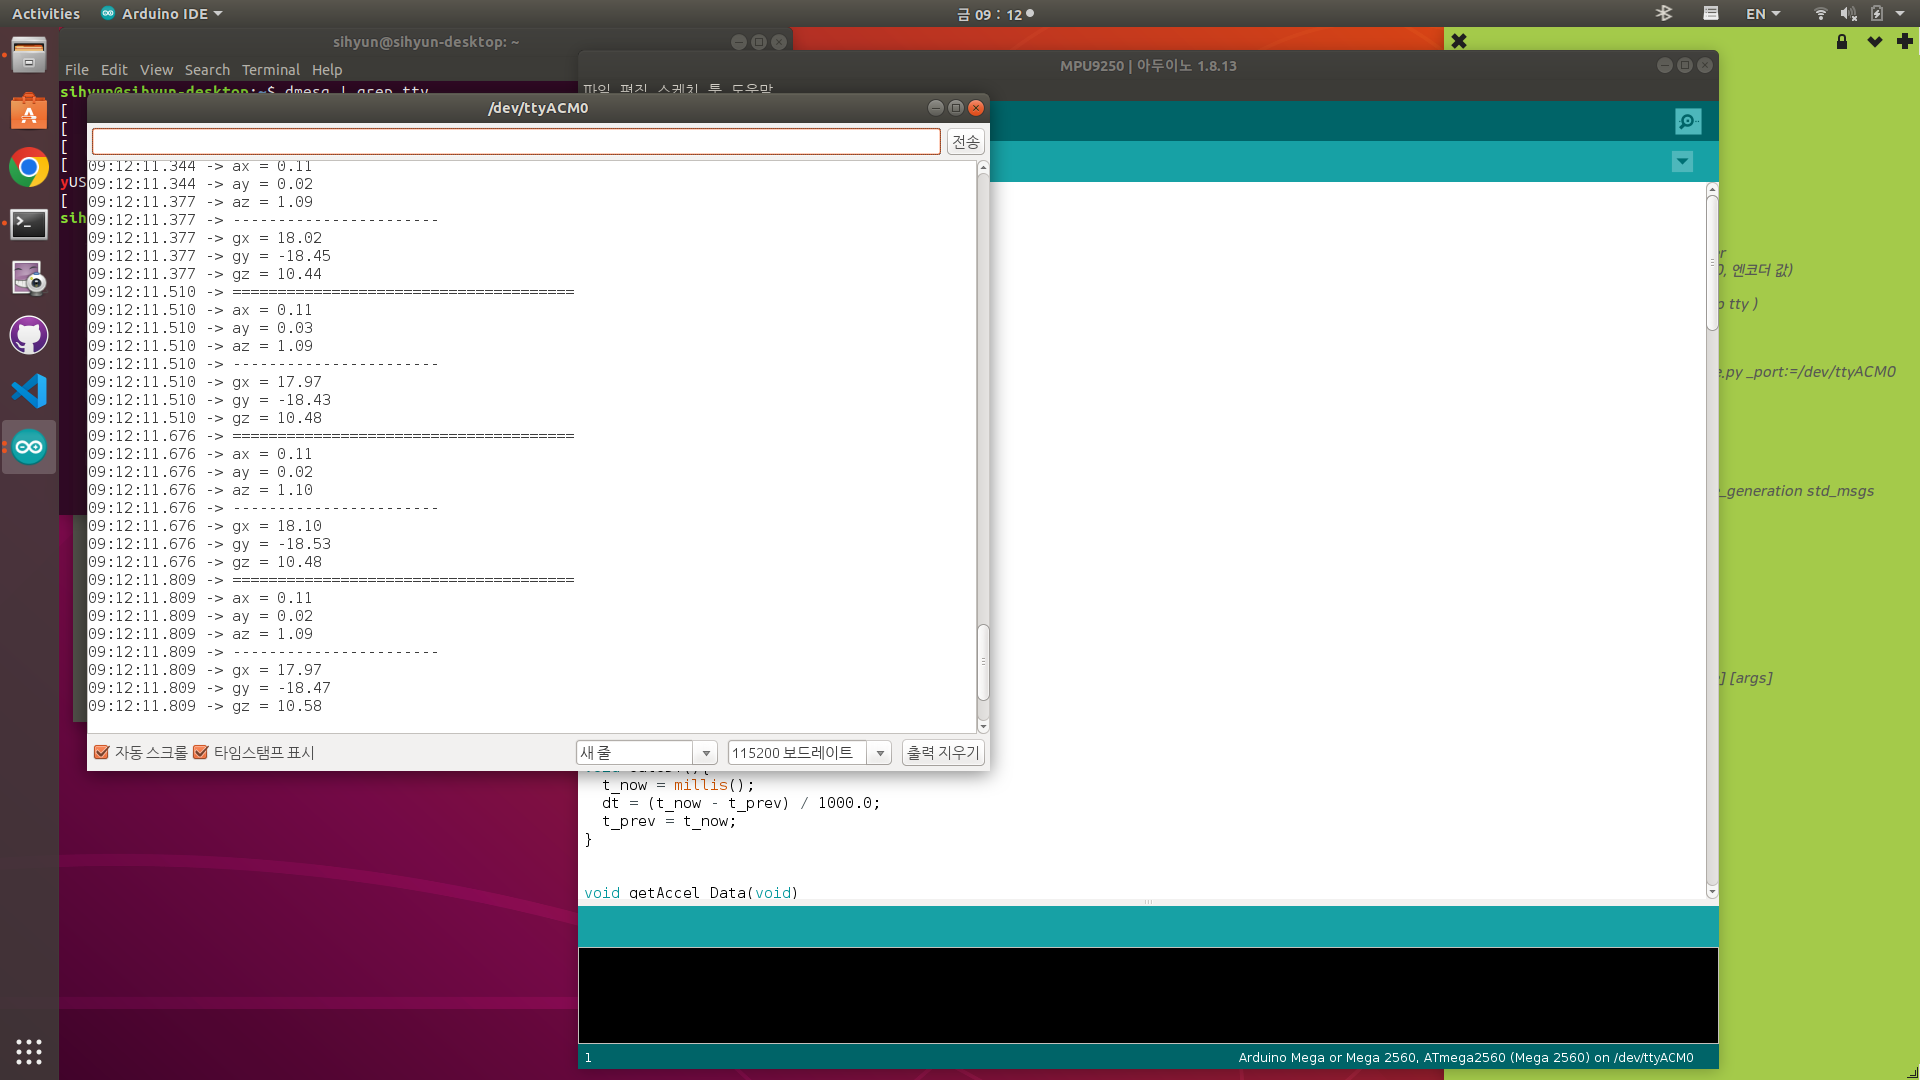 Activities
Arduino IDE
금 09 : 12
EN
sihyun@sihyun-desktop: ~
File Edit View Search Terminal Help
sihyun@sihyun-desktop:~$ dmesg | grep tty
[
[
[
[
yUS
[
sih
MPU9250 | 아두이노 1.8.13
파일 편집 스케치 툴 도움말
/dev/ttyACM0
전송
09:12:11.344 -> ax = 0.11
09:12:11.344 -> ay = 0.02
09:12:11.377 -> az = 1.09
09:12:11.377 -> -----------------------
09:12:11.377 -> gx = 18.02
09:12:11.377 -> gy = -18.45
09:12:11.377 -> gz = 10.44
09:12:11.510 -> ======================================
09:12:11.510 -> ax = 0.11
09:12:11.510 -> ay = 0.03
09:12:11.510 -> az = 1.09
09:12:11.510 -> -----------------------
09:12:11.510 -> gx = 17.97
09:12:11.510 -> gy = -18.43
09:12:11.510 -> gz = 10.48
09:12:11.676 -> ======================================
09:12:11.676 -> ax = 0.11
09:12:11.676 -> ay = 0.02
09:12:11.676 -> az = 1.10
09:12:11.676 -> -----------------------
09:12:11.676 -> gx = 18.10
09:12:11.676 -> gy = -18.53
09:12:11.676 -> gz = 10.48
09:12:11.809 -> ======================================
09:12:11.809 -> ax = 0.11
09:12:11.809 -> ay = 0.02
09:12:11.809 -> az = 1.09
09:12:11.809 -> -----------------------
09:12:11.809 -> gx = 17.97
09:12:11.809 -> gy = -18.47
09:12:11.809 -> gz = 10.58
자동 스크롤
타임스탬프 표시
새 줄
115200 보드레이트
출력 지우기
t_now = millis();
dt = (t_now - t_prev) / 1000.0;
t_prev = t_now;
}
void getAccel_Data(void)
1
Arduino Mega or Mega 2560, ATmega2560 (Mega 2560) on /dev/ttyACM0
엔코더 값)
tty )
.py _port:=/dev/ttyACM0
_generation std_msgs
] [args]